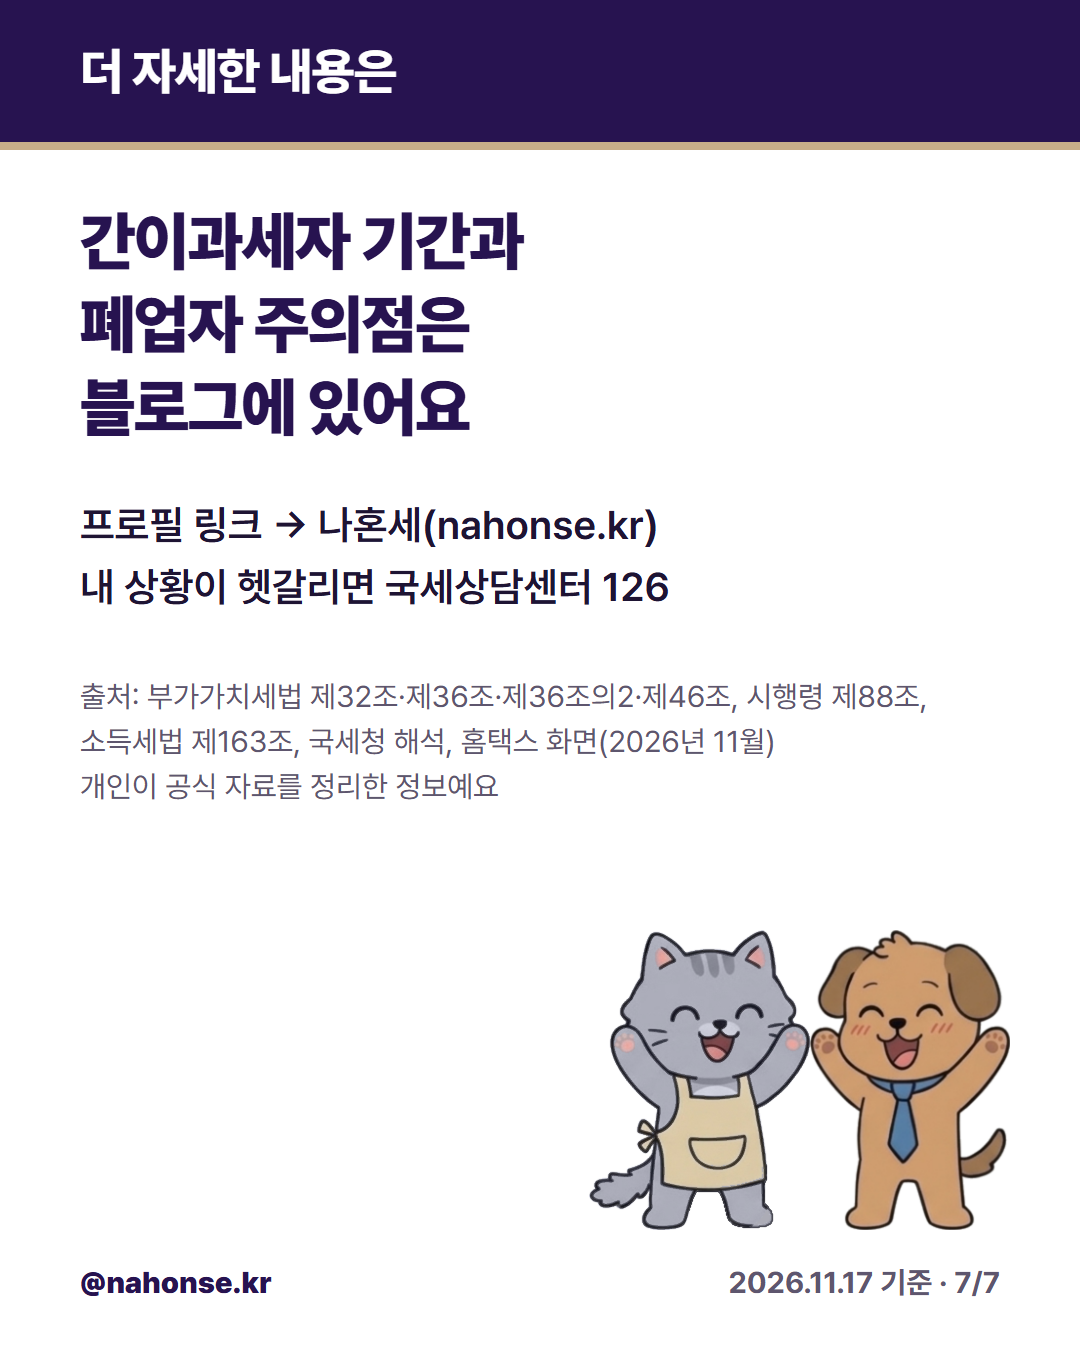 더 자세한 내용은
간이과세자 기간과
폐업자 주의점은
블로그에 있어요
프로필 링크 → 나혼세(nahonse.kr)
내 상황이 헷갈리면 국세상담센터 126
출처: 부가가치세법 제32조·제36조·제36조의2·제46조, 시행령 제88조,
소득세법 제163조, 국세청 해석, 홈택스 화면(2026년 11월)
개인이 공식 자료를 정리한 정보예요
@nahonse.kr
2026.11.17 기준 · 7/7